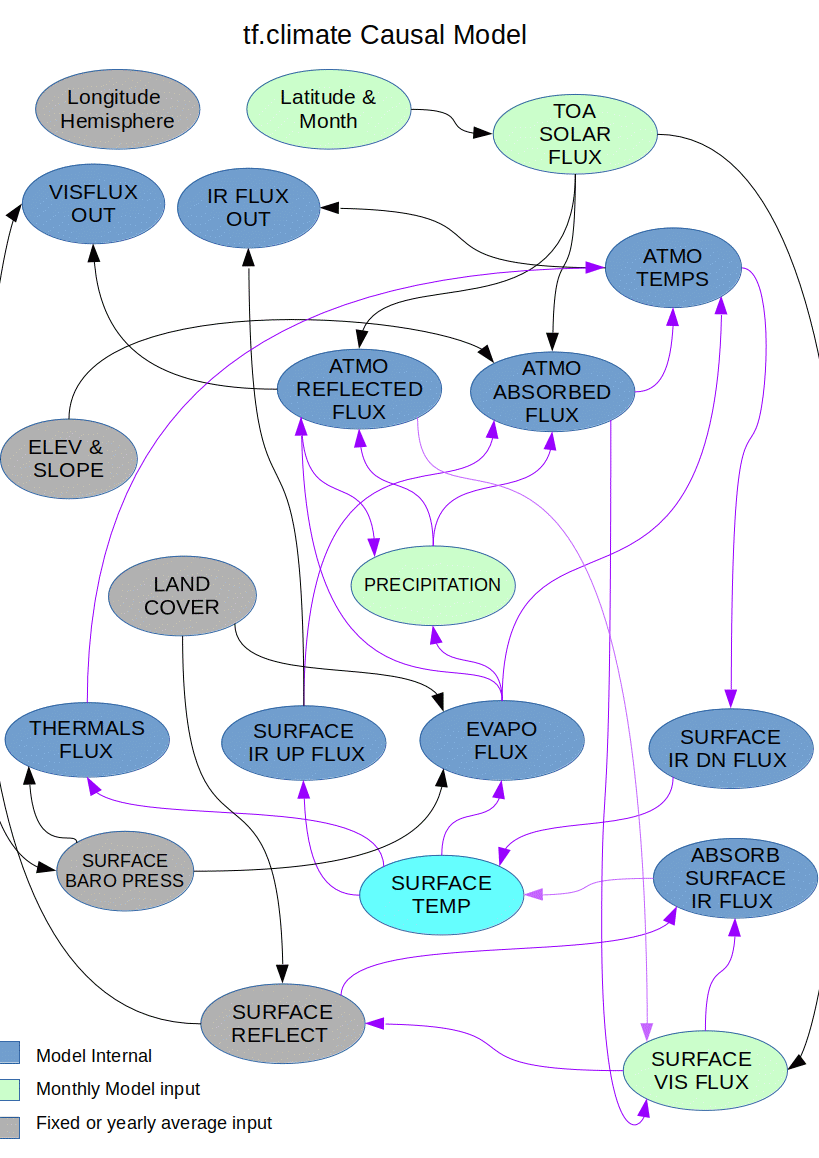 tf.climate Causal Model
Longitude
Hemisphere
Latitude &
Month
TOA
SOLAR
FLUX
VISFLUX
OUT
IR FLUX
OUT
ATMO
TEMPS
ATMO
REFLECTED
FLUX
ATMO
ABSORBED
FLUX
ELEV &
SLOPE
LAND
COVER
PRECIPITATION
THERMALS
FLUX
SURFACE
IR UP FLUX
EVAPO
FLUX
SURFACE
IR DN FLUX
SURFACE
BARO PRESS
SURFACE
TEMP
ABSORB
SURFACE
IR FLUX
SURFACE
REFLECT
SURFACE
VIS FLUX
Model Internal
Monthly Model input
Fixed or yearly average input